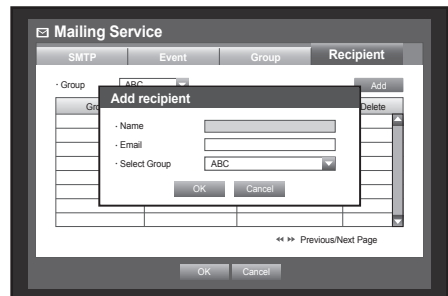 Mailing Service
SMTP Event Group Recipient
· Group ABC Add
Delete
Add recipient
· Name
· Email
· Select Group ABC
OK Cancel
Previous/Next Page
OK Cancel